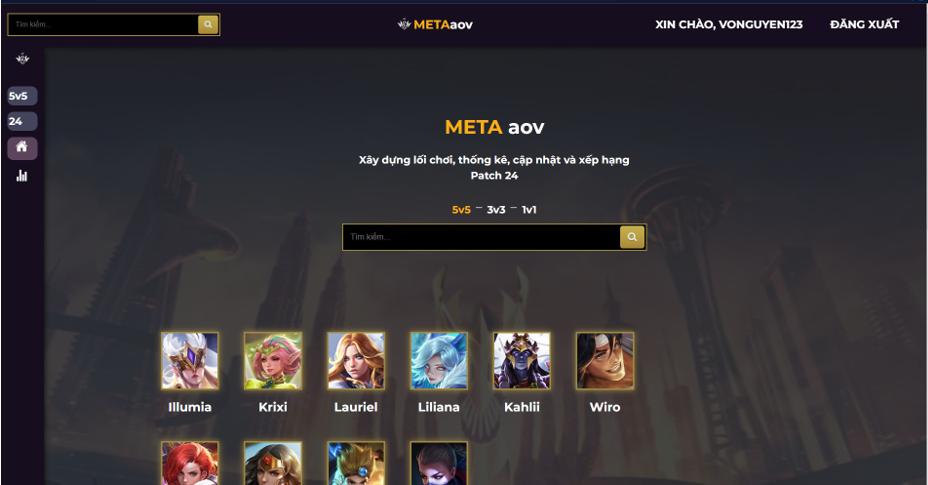 Tìm kiếm...
METAaov
XIN CHÀO, VONGUYEN123
ĐĂNG XUẤT
5v5
24
META aov
Xây dựng lối chơi, thống kê, cập nhật và xếp hạng
Patch 24
5v5 – 3v3 – 1v1
Tìm kiếm...
Illumia
Krixi
Lauriel
Liliana
Kahlii
Wiro